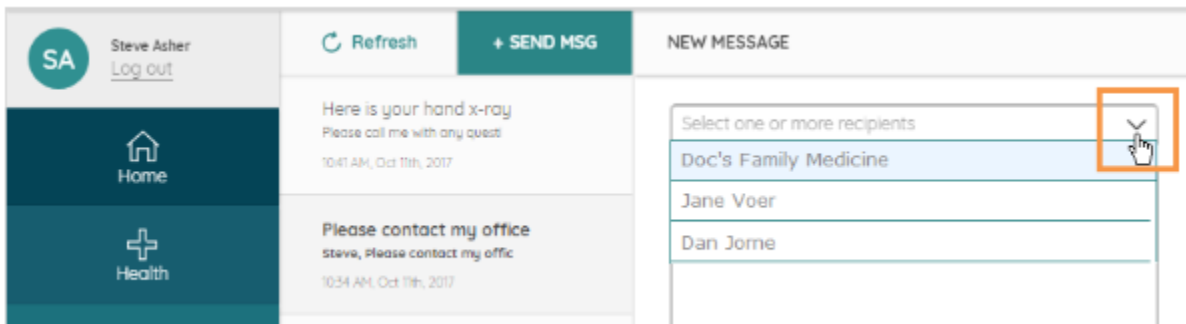 SA
Steve Asher
Log out
Home
Health
Refresh
+ SEND MSG
Here is your hand x-ray
Please call me with any questi
10:41 AM, Oct 11th, 2017
Please contact my office
Steve, Please contact my offic
10:34 AM, Oct 11th, 2017
NEW MESSAGE
Select one or more recipients
Doc's Family Medicine
Jane Voer
Dan Jorne